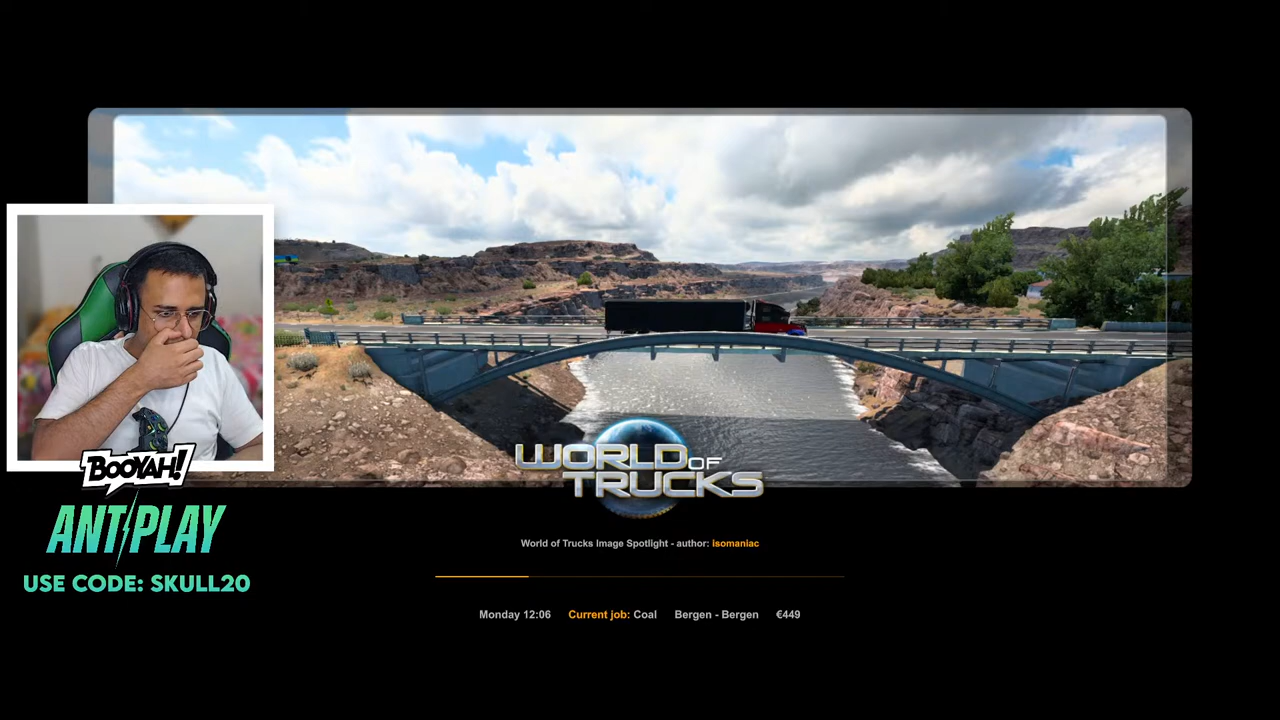 BOOYAH!
ANTPLAY
USE CODE: SKULL20
WORLD OF
TRUCKS
World of Trucks Image Spotlight - author: isomaniac
Monday 12:06 Current job: Coal Bergen - Bergen €449